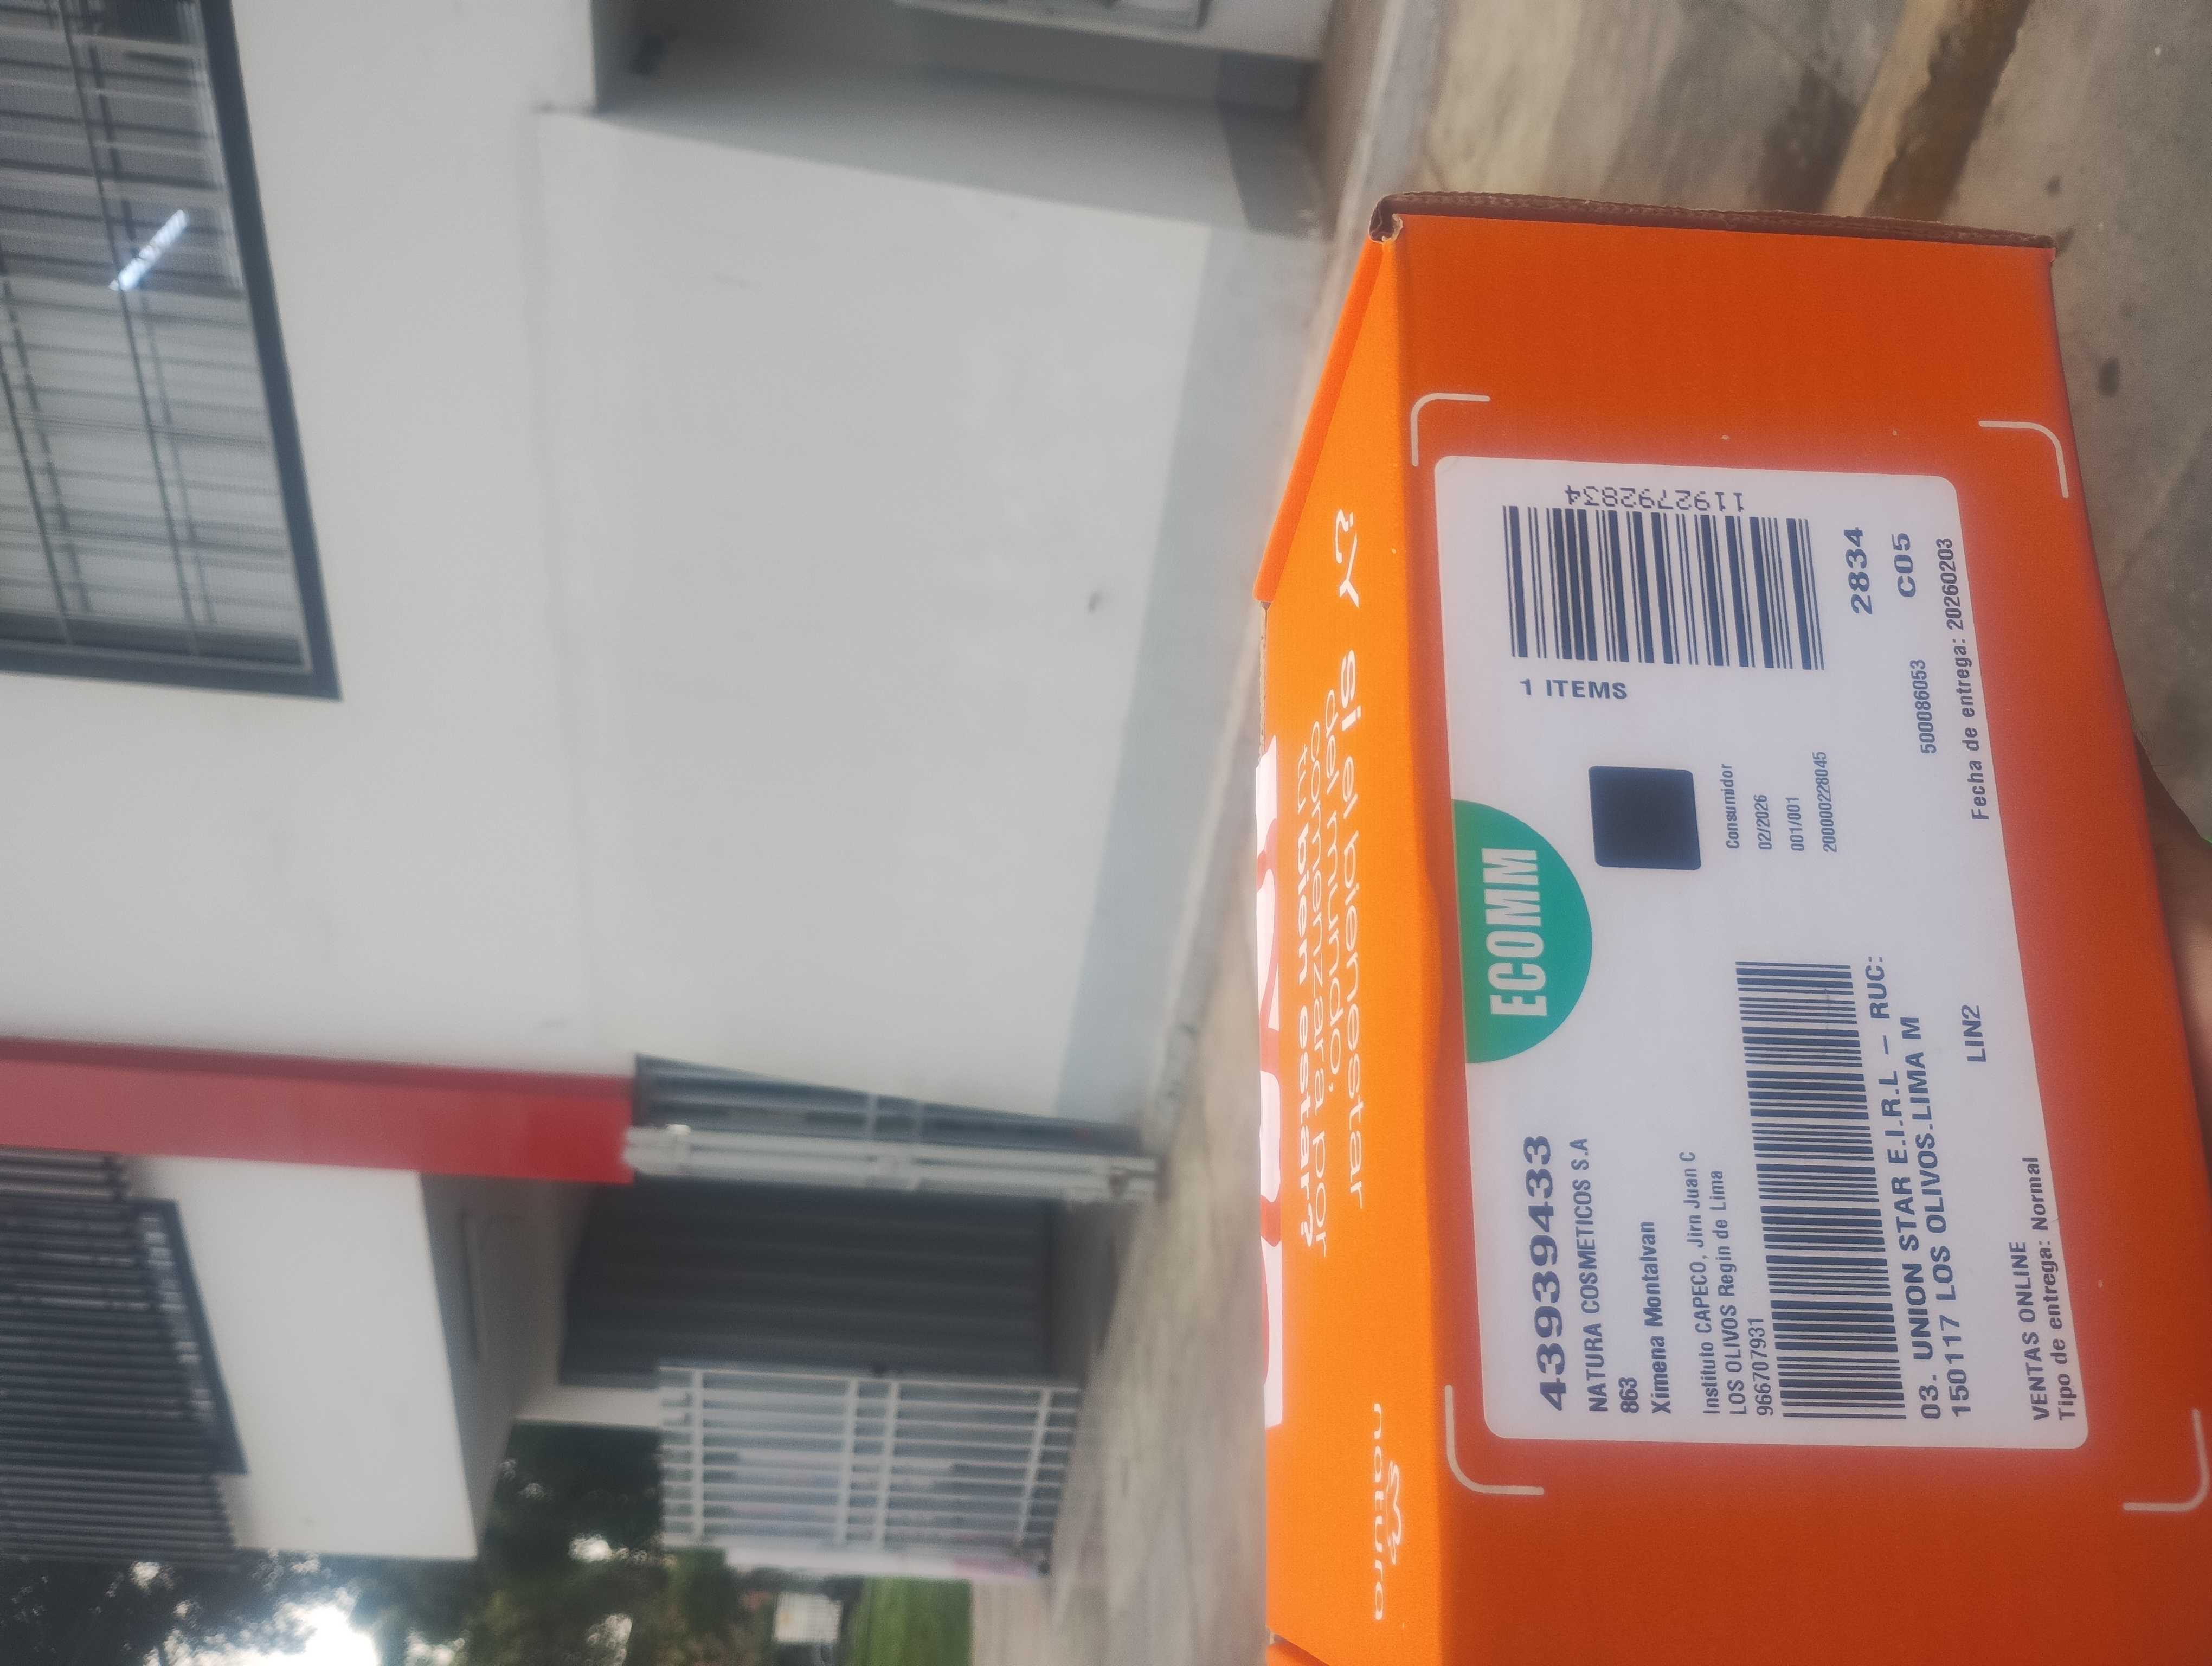 ¿Y si el bienestar
del mundo,
comenzara por
tu bien estar?
natura
ECOMM
43939433
NATURA COSMETICOS S.A
863
Ximena Montalvan
Instituto CAPECO, Jirn Juan C
LOS OLIVOS Regin de Lima
966707931
03. UNION STAR E.I.R.L – RUC:
150117 LOS OLIVOS.LIMA M
LIN2
VENTAS ONLINE
Tipo de entrega: Normal
Consumidor
02/2026
001/001
200000228045
1 ITEMS
1192792834
2834
C05
500086053
Fecha de entrega: 20260203